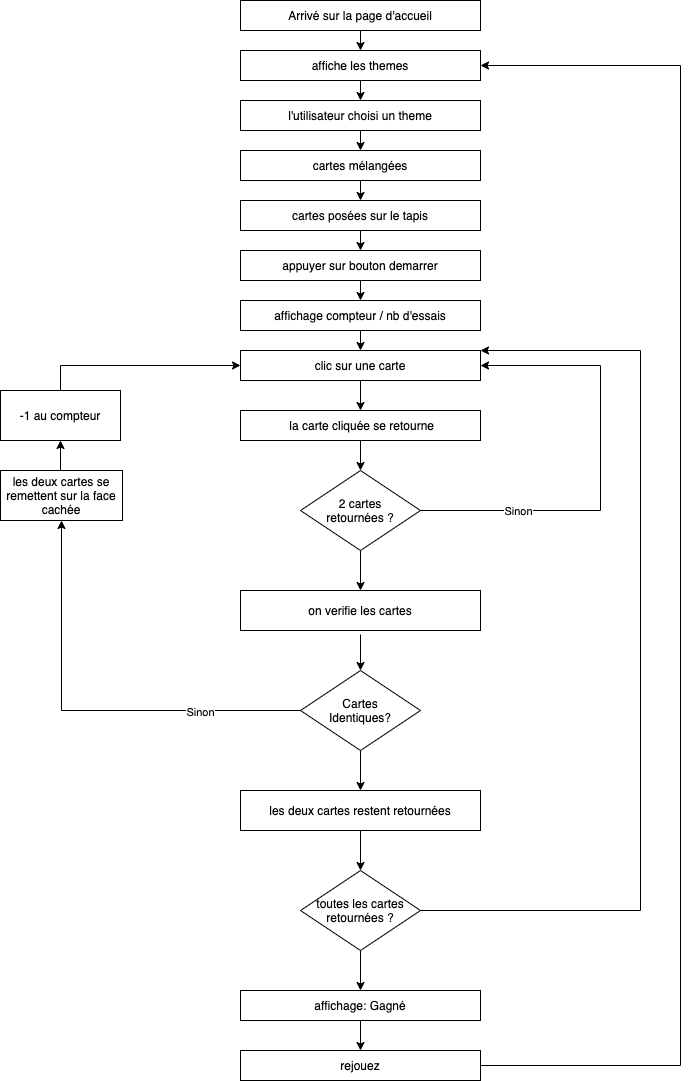 Arrivé sur la page d'accueil
affiche les themes
l'utilisateur choisi un theme
cartes mélangées
cartes posées sur le tapis
appuyer sur bouton demarrer
affichage compteur / nb d'essais
clic sur une carte
-1 au compteur
la carte cliquée se retourne
les deux cartes se
remettent sur la face
cachée
2 cartes
retournées ?
Sinon
on verifie les cartes
Cartes
Identiques?
Sinon
les deux cartes restent retournées
toutes les cartes
retournées ?
affichage: Gagné
rejouez